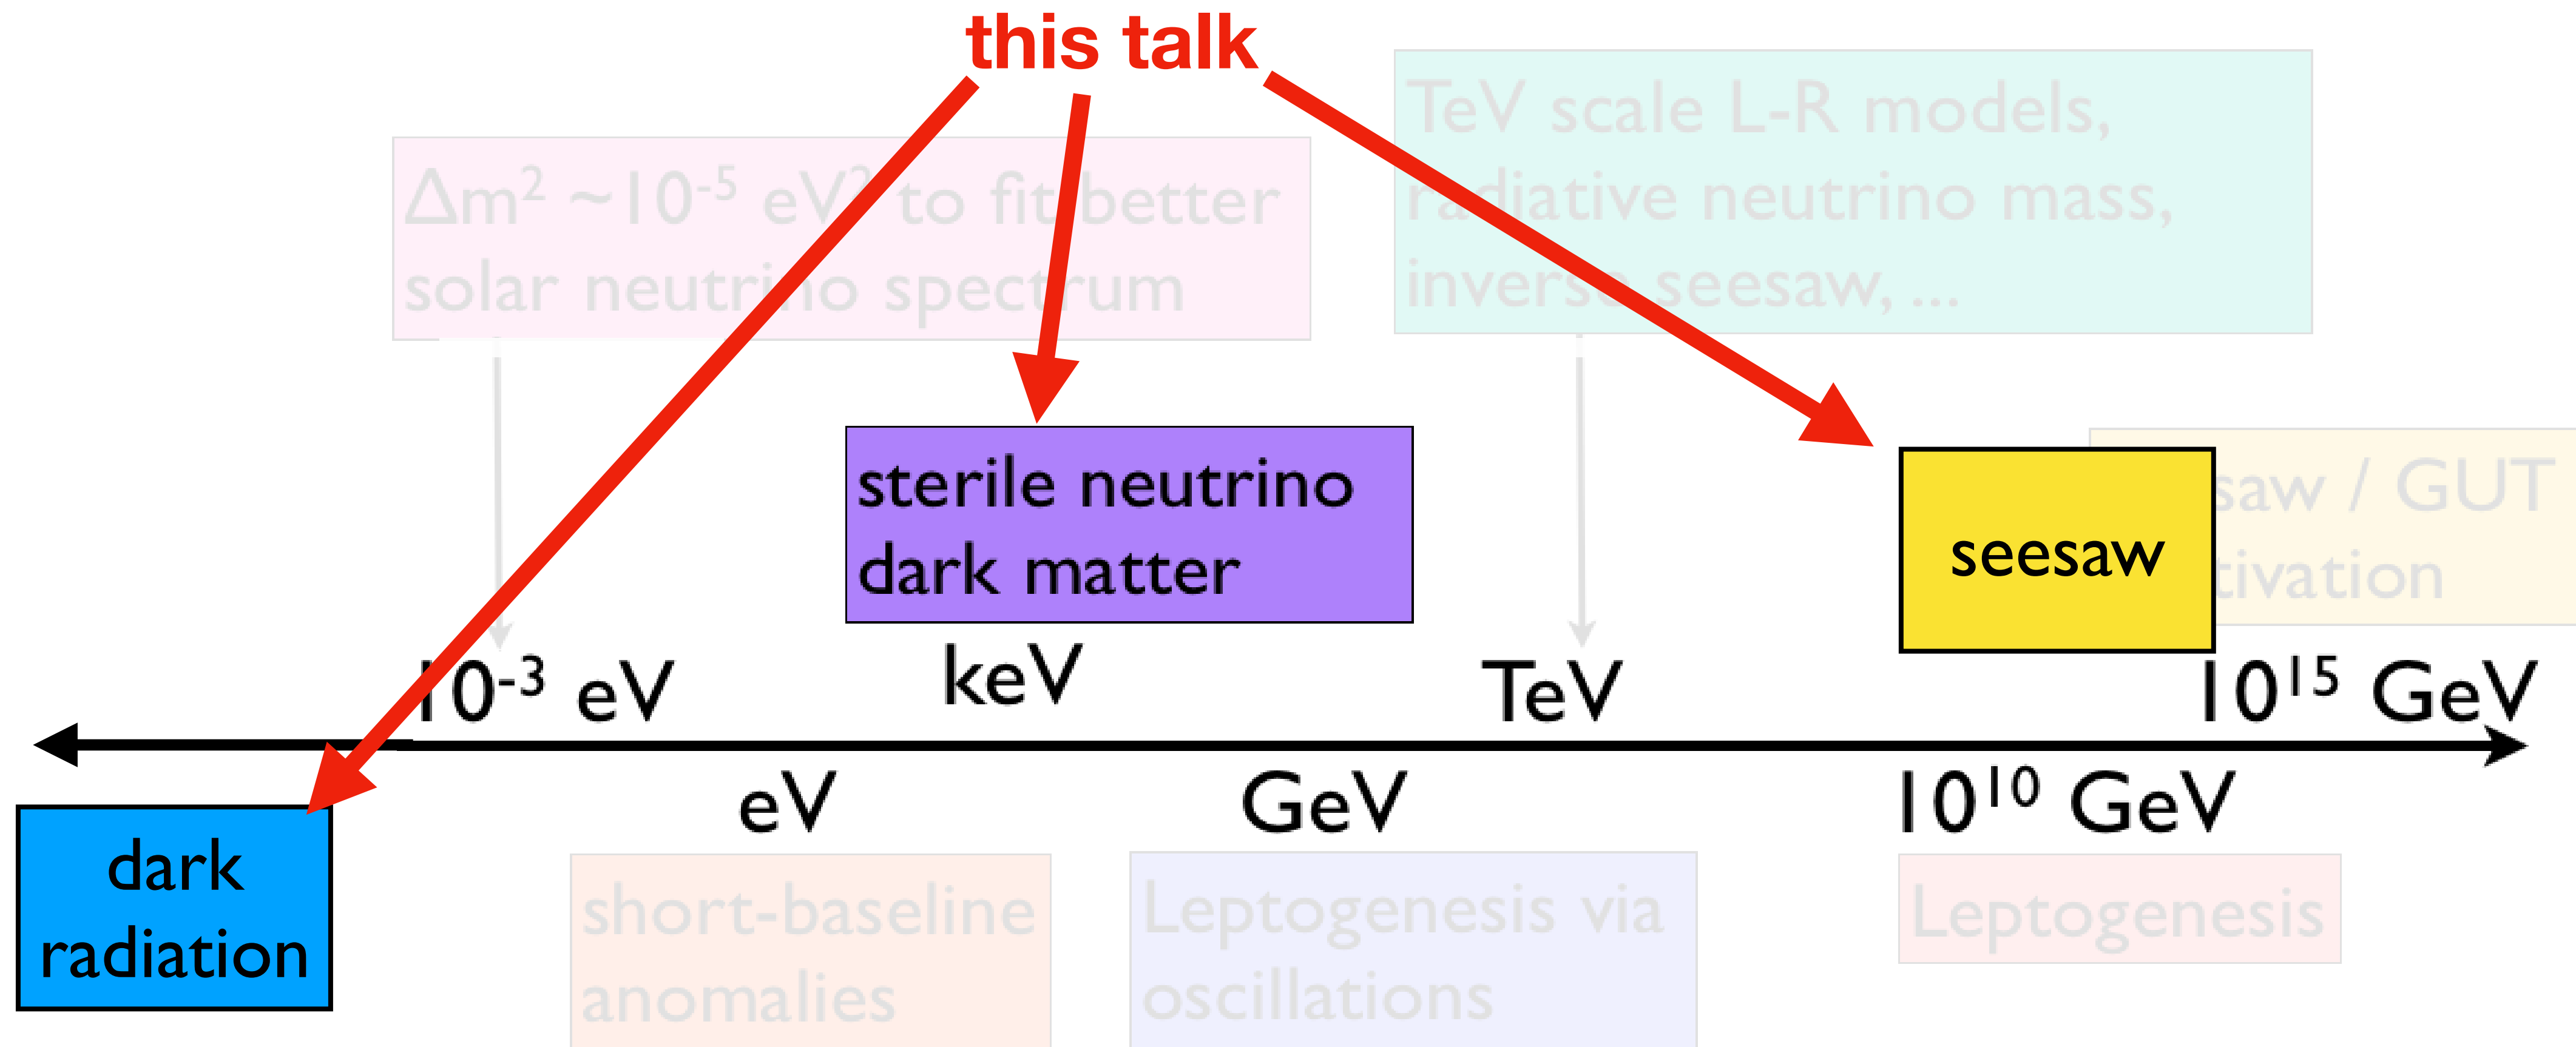 this talk
Δm² ~10⁻⁵ eV² to fit better
solar neutrino spectrum
TeV scale L-R models,
radiative neutrino mass,
inverse seesaw, ...
sterile neutrino
dark matter
seesaw
saw / GUT
tivation
10⁻³ eV
keV
TeV
10¹⁵ GeV
eV
GeV
10¹⁰ GeV
dark
radiation
short-baseline
anomalies
Leptogenesis via
oscillations
Leptogenesis